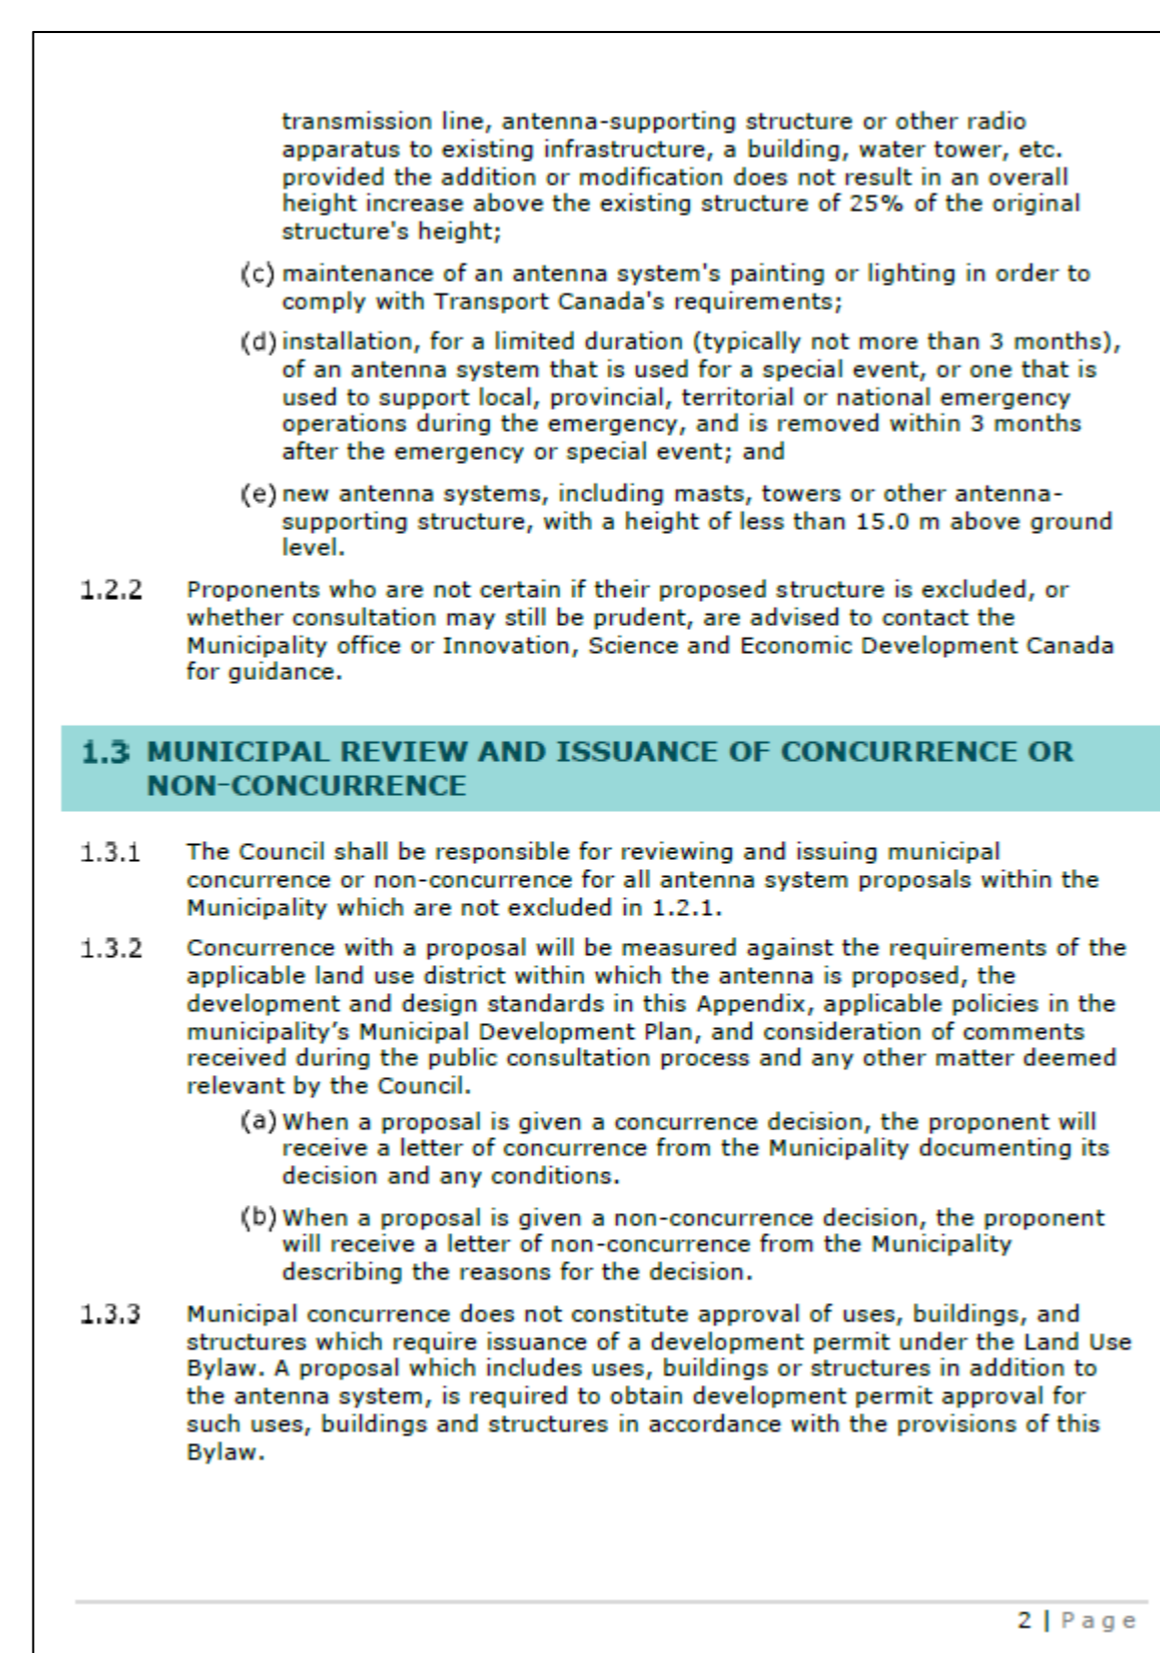 transmission line, antenna-supporting structure or other radio
apparatus to existing infrastructure, a building, water tower, etc.
provided the addition or modification does not result in an overall
height increase above the existing structure of 25% of the original
structure's height;
(c) maintenance of an antenna system's painting or lighting in order to
comply with Transport Canada's requirements;
(d) installation, for a limited duration (typically not more than 3 months),
of an antenna system that is used for a special event, or one that is
used to support local, provincial, territorial or national emergency
operations during the emergency, and is removed within 3 months
after the emergency or special event; and
(e) new antenna systems, including masts, towers or other antenna-
supporting structure, with a height of less than 15.0 m above ground
level.
1.2.2 Proponents who are not certain if their proposed structure is excluded, or
whether consultation may still be prudent, are advised to contact the
Municipality office or Innovation, Science and Economic Development Canada
for guidance.
1.3 MUNICIPAL REVIEW AND ISSUANCE OF CONCURRENCE OR
NON-CONCURRENCE
1.3.1 The Council shall be responsible for reviewing and issuing municipal
concurrence or non-concurrence for all antenna system proposals within the
Municipality which are not excluded in 1.2.1.
1.3.2 Concurrence with a proposal will be measured against the requirements of the
applicable land use district within which the antenna is proposed, the
development and design standards in this Appendix, applicable policies in the
municipality’s Municipal Development Plan, and consideration of comments
received during the public consultation process and any other matter deemed
relevant by the Council.
(a) When a proposal is given a concurrence decision, the proponent will
receive a letter of concurrence from the Municipality documenting its
decision and any conditions.
(b) When a proposal is given a non-concurrence decision, the proponent
will receive a letter of non-concurrence from the Municipality
describing the reasons for the decision.
1.3.3 Municipal concurrence does not constitute approval of uses, buildings, and
structures which require issuance of a development permit under the Land Use
Bylaw. A proposal which includes uses, buildings or structures in addition to
the antenna system, is required to obtain development permit approval for
such uses, buildings and structures in accordance with the provisions of this
Bylaw.
2 | Page